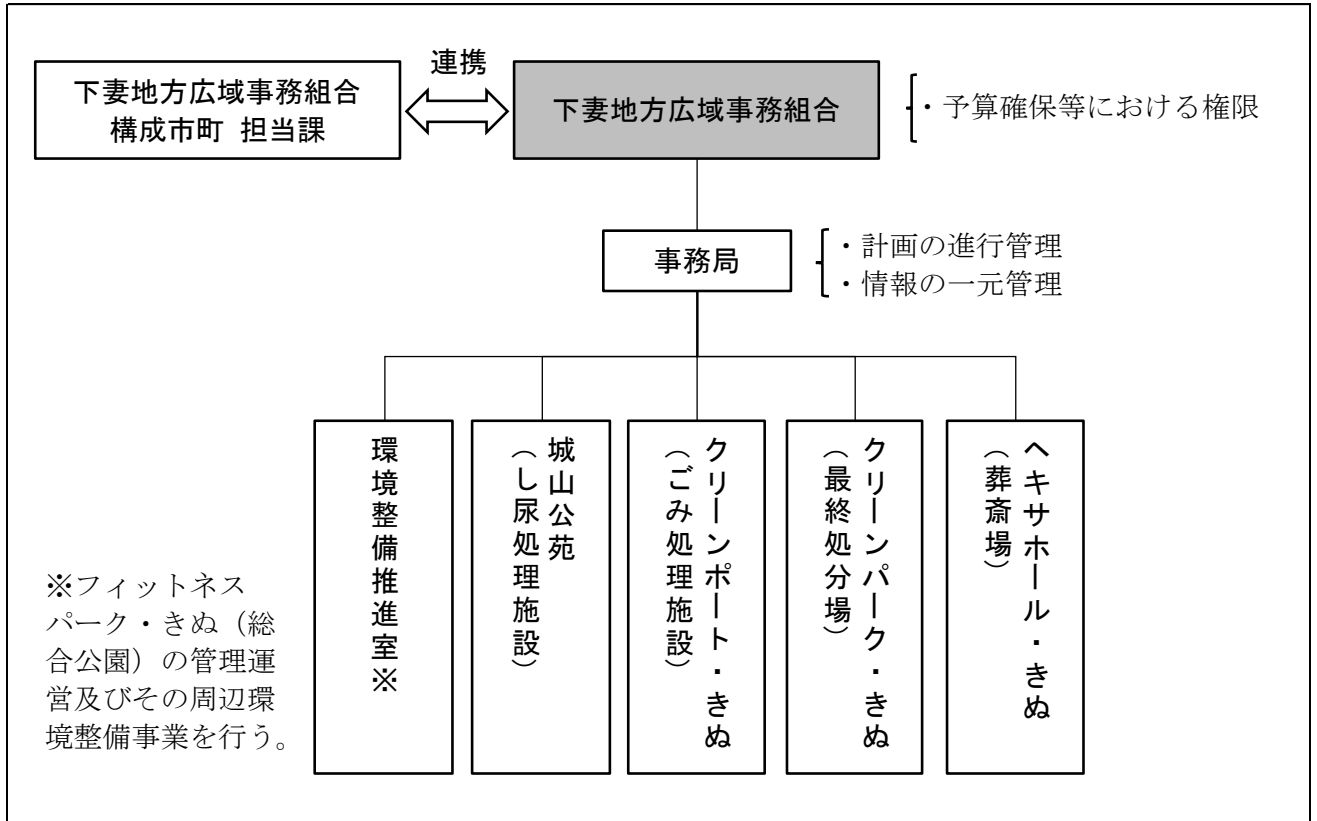 下妻地方広域事務組合
構成市町 担当課
連携
下妻地方広域事務組合
・予算確保等における権限
事務局
・計画の進行管理
・情報の一元管理
環境整備推進室※
城山公苑
（し尿処理施設）
クリーンポート・きぬ
（ごみ処理施設）
クリーンパーク・きぬ
（最終処分場）
ヘキサホール・きぬ
（葬斎場）
※フィットネス
パーク・きぬ（総
合公園）の管理運
営及びその周辺環
境整備事業を行う。